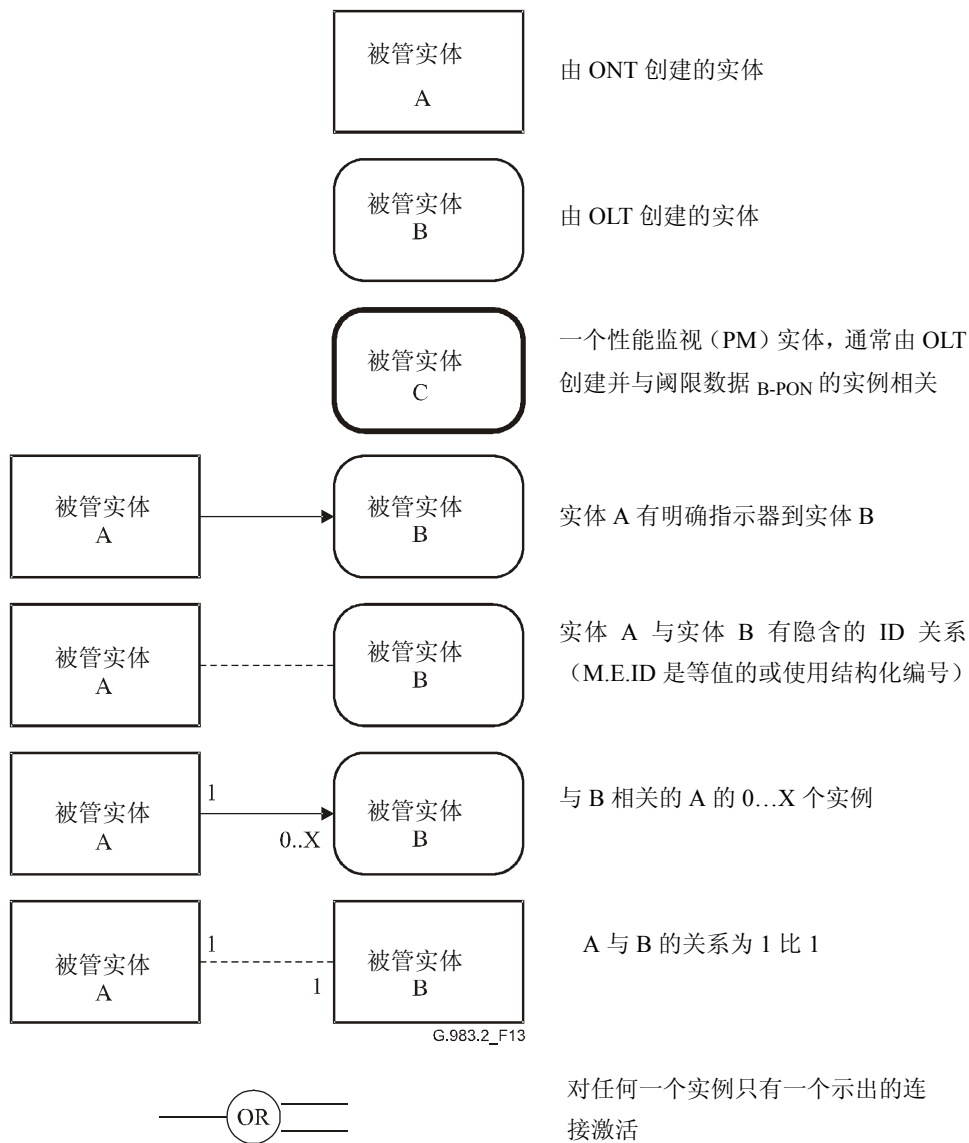 被管实体
A
由 ONT 创建的实体
被管实体
B
由 OLT 创建的实体
被管实体
C
一个性能监视（PM）实体，通常由 OLT
创建并与阈限数据 B-PON 的实例相关
被管实体
A
被管实体
B
实体 A 有明确指示器到实体 B
被管实体
A
被管实体
B
实体 A 与实体 B 有隐含的 ID 关系
（M.E.ID 是等值的或使用结构化编号）
被管实体
A
1
0..X
被管实体
B
与 B 相关的 A 的 0…X 个实例
被管实体
A
1
1
被管实体
B
A 与 B 的关系为 1 比 1
G.983.2_F13
OR
对任何一个实例只有一个示出的连
接激活